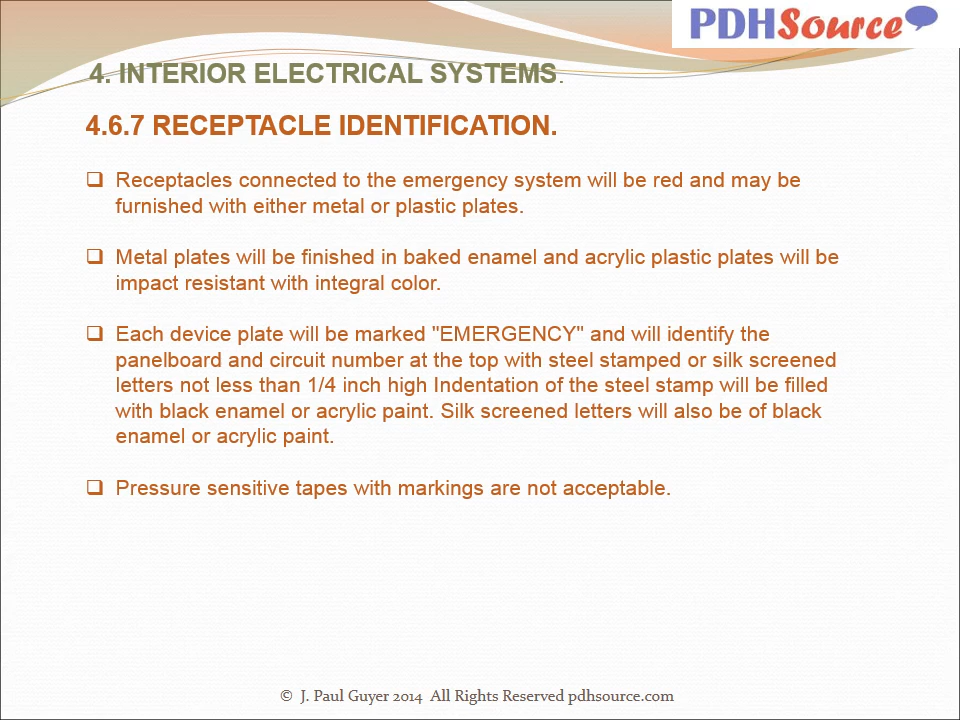 PDHSource
4. INTERIOR ELECTRICAL SYSTEMS.
4.6.7 RECEPTACLE IDENTIFICATION.
Receptacles connected to the emergency system will be red and may be
furnished with either metal or plastic plates.
Metal plates will be finished in baked enamel and acrylic plastic plates will be
impact resistant with integral color.
Each device plate will be marked "EMERGENCY" and will identify the
panelboard and circuit number at the top with steel stamped or silk screened
letters not less than 1/4 inch high Indentation of the steel stamp will be filled
with black enamel or acrylic paint. Silk screened letters will also be of black
enamel or acrylic paint.
Pressure sensitive tapes with markings are not acceptable.
© J. Paul Guyer 2014 All Rights Reserved pdhsource.com